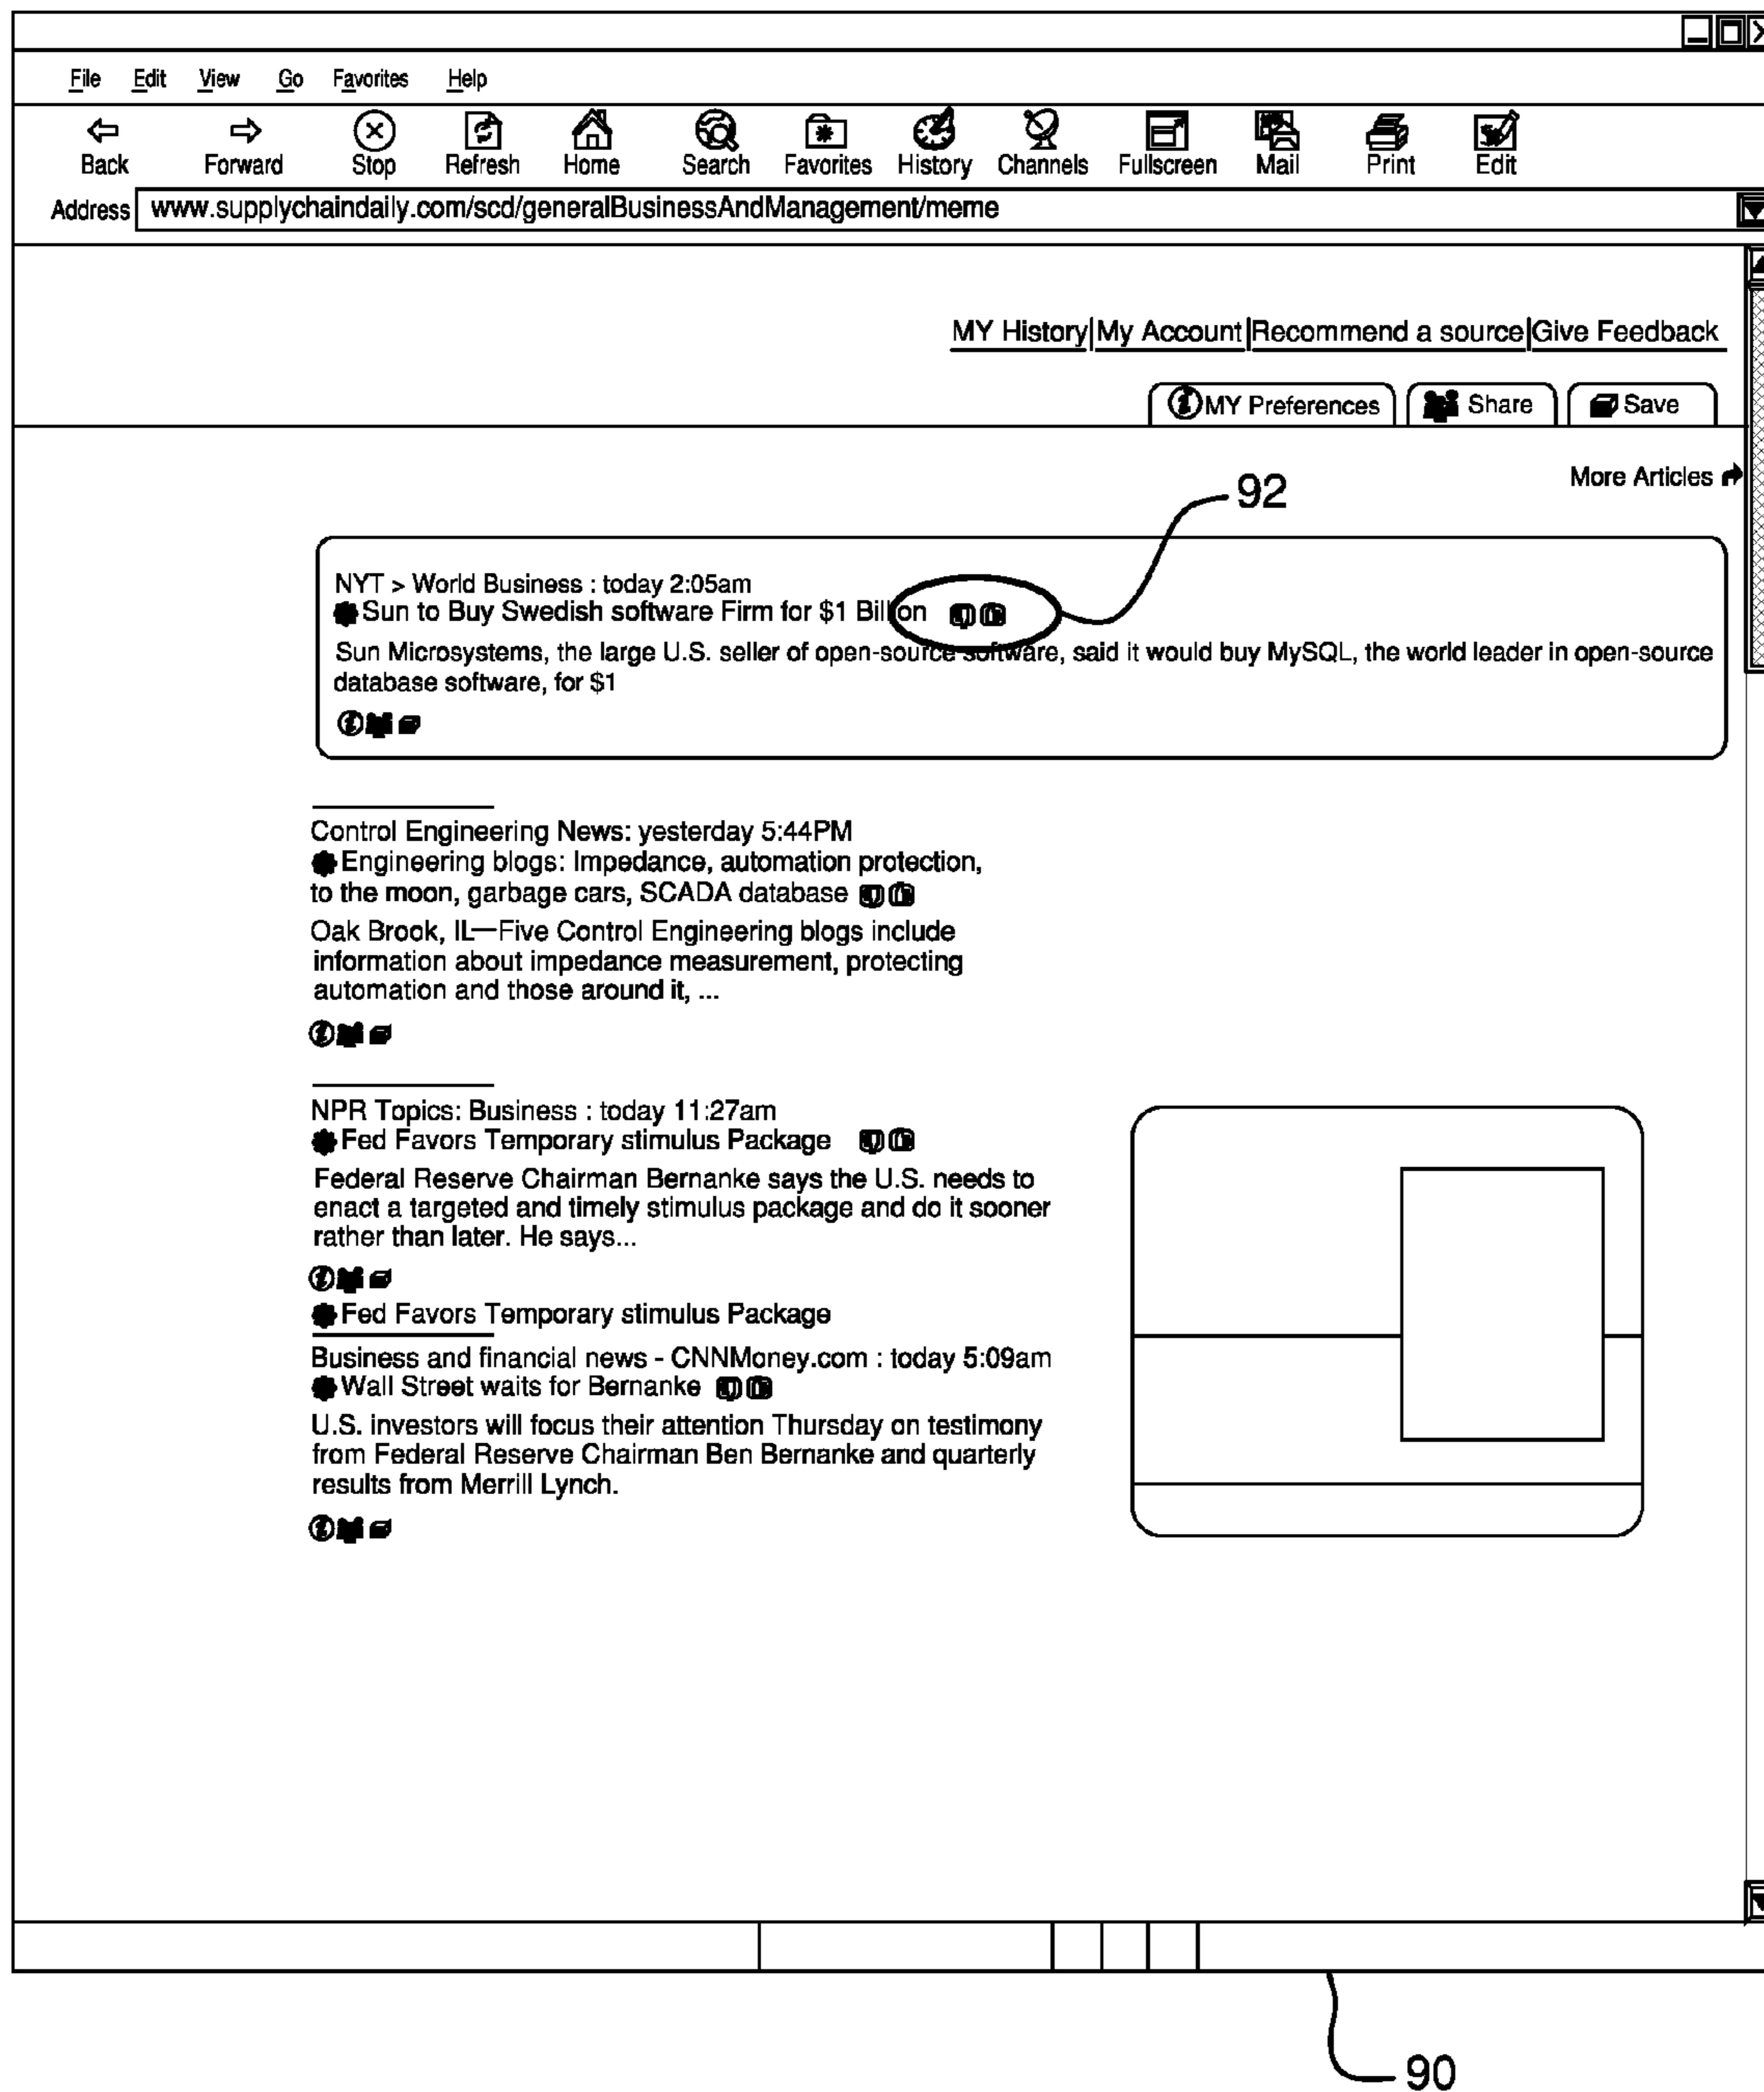 File Edit View Go Favorites Help
Back Forward Stop Refresh Home Search Favorites History Channels Fullscreen Mail Print Edit
Address www.supplychaindaily.com/scd/generalBusinessAndManagement/meme
MY History|My Account|Recommend a source|Give Feedback
MY Preferences Share Save
More Articles
92
NYT > World Business : today 2:05am
Sun to Buy Swedish software Firm for $1 Billion
Sun Microsystems, the large U.S. seller of open-source software, said it would buy MySQL, the world leader in open-source
database software, for $1
Control Engineering News: yesterday 5:44PM
Engineering blogs: Impedance, automation protection,
to the moon, garbage cars, SCADA database
Oak Brook, IL—Five Control Engineering blogs include
information about impedance measurement, protecting
automation and those around it, ...
NPR Topics: Business : today 11:27am
Fed Favors Temporary stimulus Package
Federal Reserve Chairman Bernanke says the U.S. needs to
enact a targeted and timely stimulus package and do it sooner
rather than later. He says...
Fed Favors Temporary stimulus Package
Business and financial news - CNNMoney.com : today 5:09am
Wall Street waits for Bernanke
U.S. investors will focus their attention Thursday on testimony
from Federal Reserve Chairman Ben Bernanke and quarterly
results from Merrill Lynch.
90